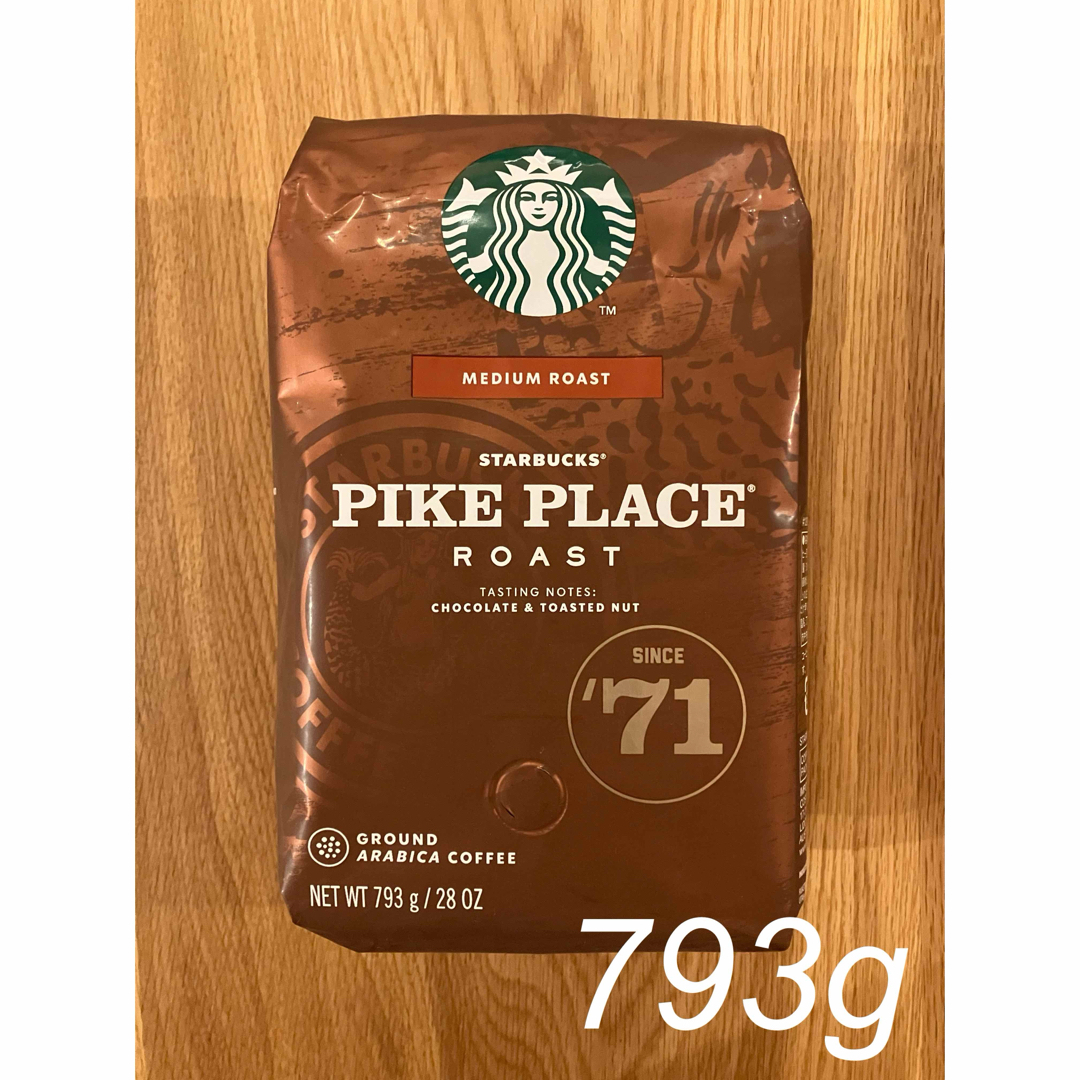 ™
MEDIUM ROAST
STARBUCKS®
PIKE PLACE®
ROAST
TASTING NOTES:
CHOCOLATE & TOASTED NUT
SINCE
'71
GROUND
ARABICA COFFEE
NET WT 793 g / 28 OZ
793g